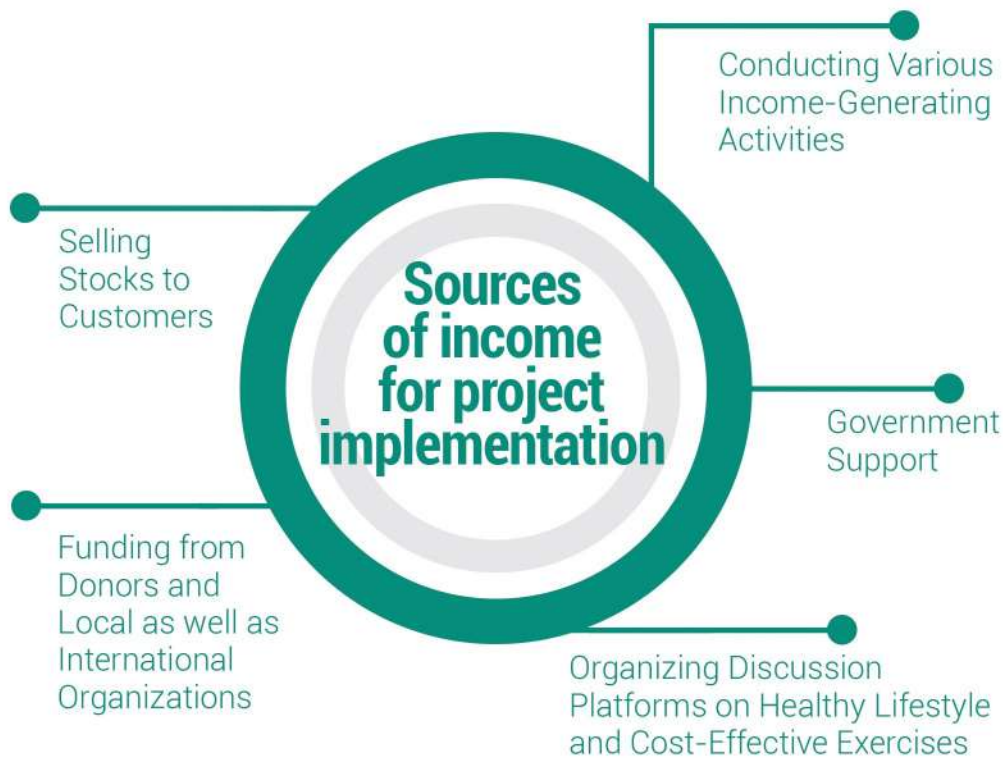 Sources
of income
for project
implementation
Conducting Various
Income-Generating
Activities
Government
Support
Organizing Discussion
Platforms on Healthy Lifestyle
and Cost-Effective Exercises
Funding from
Donors and
Local as well as
International
Organizations
Selling
Stocks to
Customers